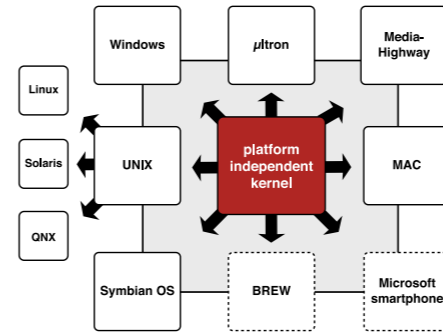 Windows
µltron
Media-
Highway
Linux
Solaris
QNX
UNIX
platform
independent
kernel
MAC
Symbian OS
BREW
Microsoft
smartphone